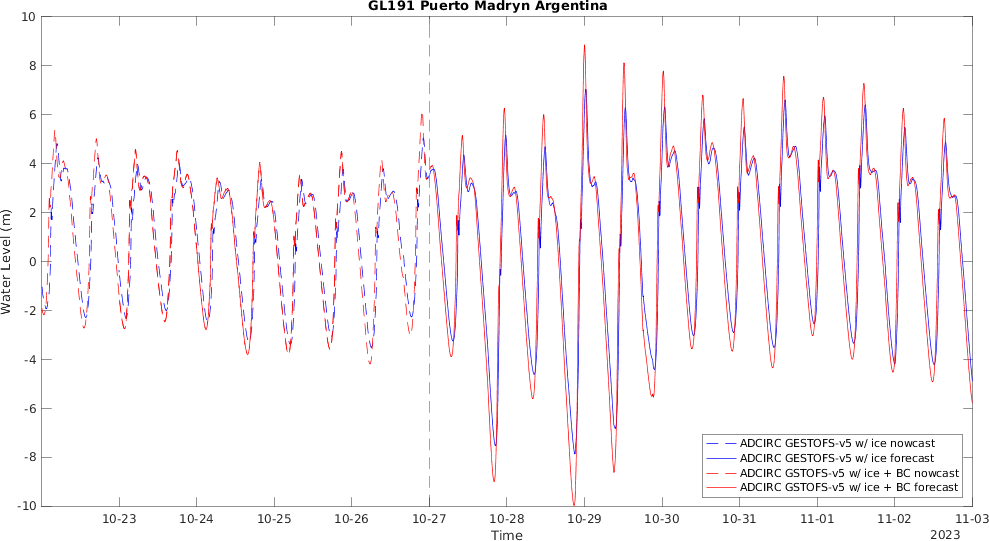 GL191 Puerto Madryn Argentina
10
8
6
4
2
0
-2
-4
-6
-8
-10
Water Level (m)
10-23 10-24 10-25 10-26 10-27 10-28 10-29 10-30 10-31 11-01 11-02 11-03
Time
2023
ADCIRC GESTOFS-v5 w/ ice nowcast
ADCIRC GESTOFS-v5 w/ ice forecast
ADCIRC GSTOFS-v5 w/ ice + BC nowcast
ADCIRC GSTOFS-v5 w/ ice + BC forecast